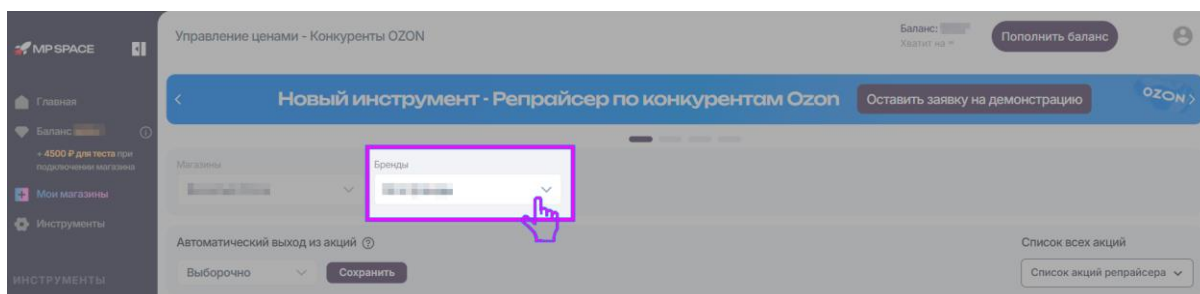 MP SPACE
Управление ценами - Конкуренты OZON
Баланс:
Хватит на ~
Пополнить баланс
Главная
Баланс
+ 4500 ₽ для теста при
подключении магазина
Мои магазины
Инструменты
ИНСТРУМЕНТЫ
Новый инструмент - Репрайсер по конкурентам Ozon
Оставить заявку на демонстрацию
OZON
Магазины
Бренды
Автоматический выход из акций
Выборочно
Сохранить
Список всех акций
Список акций репрайсера